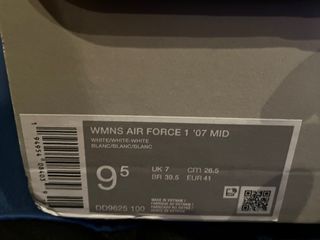 WMNS AIR FORCE 1 '07 MID
WHITE/WHITE-WHITE
BLANC/BLANC/BLANC
9.5
UK 7 cm 26.5
BR 39.5 EUR 41
DD9625 100
MADE IN VIETNAM